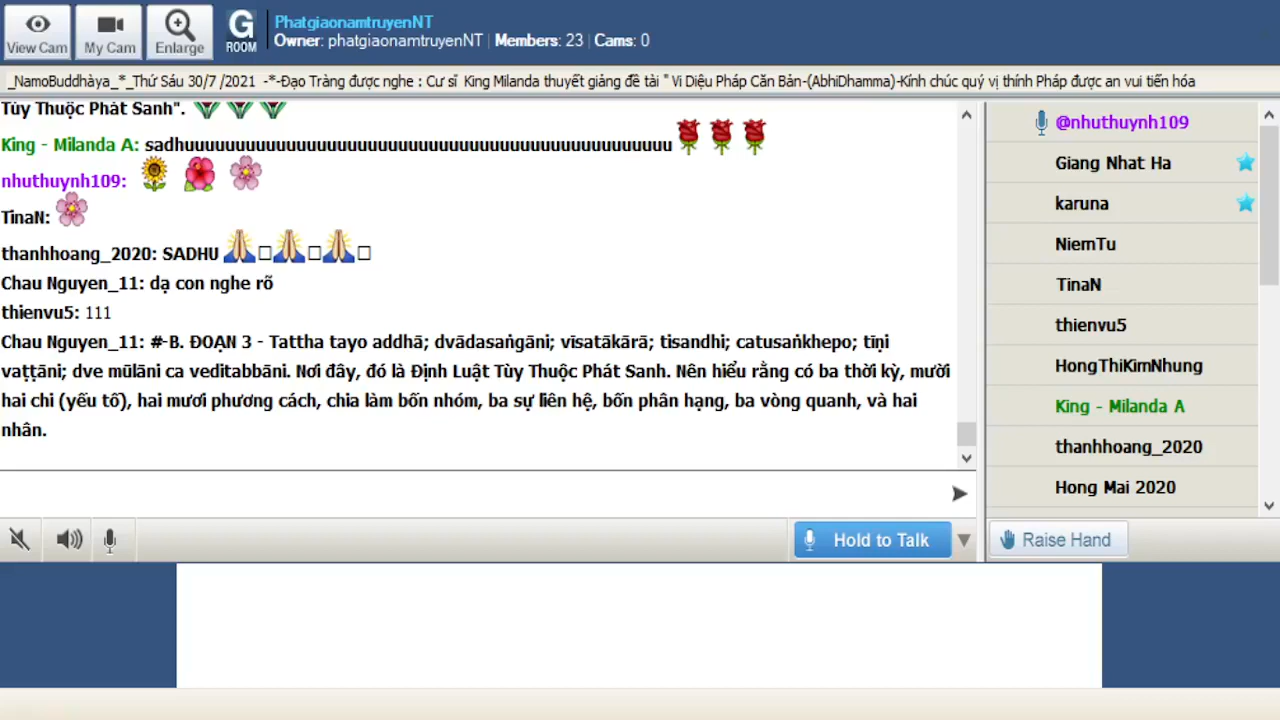 View Cam
My Cam
Enlarge
G
ROOM
PhatgiaonamtruyenNT
Owner: phatgiaonamtruyenNT | Members: 23 | Cams: 0
_NamoBuddhàya_*_Thứ Sáu 30/7 /2021 -*-Đạo Tràng được nghe : Cư sĩ King Milanda thuyết giảng đề tài " Vi Diệu Pháp Căn Bản-(AbhiDhamma)-Kính chúc quý vị thính Pháp được an vui tiến hóa
Tùy Thuộc Phát Sanh".
King - Milanda A: sadhuuuuuuuuuuuuuuuuuuuuuuuuuuuuuuuuuuuuuuuuuuuuuuuu
nhuthuynh109:
TinaN:
thanhhoang_2020: SADHU
Chau Nguyen_11: dạ con nghe rõ
thienvu5: 111
Chau Nguyen_11: #-B. ĐOẠN 3 - Tattha tayo addhā; dvādasaṅgāni; vīsatākārā; tisandhi; catusaṅkhepo; tīṇi
vaṭṭāni; dve mūlāni ca veditabbāni. Nơi đây, đó là Định Luật Tùy Thuộc Phát Sanh. Nên hiểu rằng có ba thời kỳ, mười
hai chi (yếu tố), hai mươi phương cách, chia làm bốn nhóm, ba sự liên hệ, bốn phân hạng, ba vòng quanh, và hai
nhân.
@nhuthuynh109
Giang Nhat Ha
karuna
NiemTu
TinaN
thienvu5
HongThiKimNhung
King - Milanda A
thanhhoang_2020
Hong Mai 2020
Hold to Talk
Raise Hand